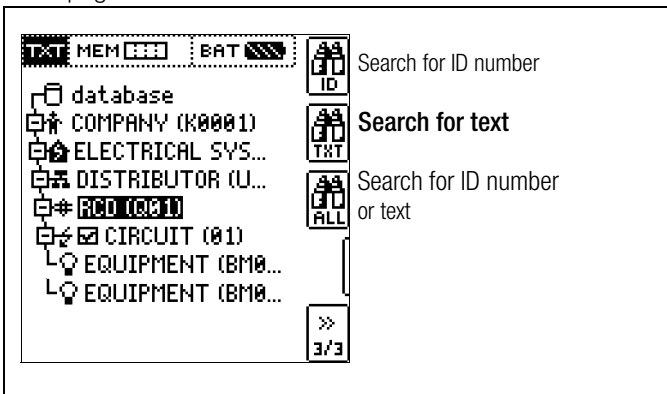 TXT MEM BAT
ID
Search for ID number
database
COMPANY (K0001)
TXT
Search for text
ELECTRICAL SYS...
DISTRIBUTOR (U...
ALL
Search for ID number
or text
RCD (Q01)
CIRCUIT (01)
EQUIPMENT (BM0...
EQUIPMENT (BM0...
>>
3/3